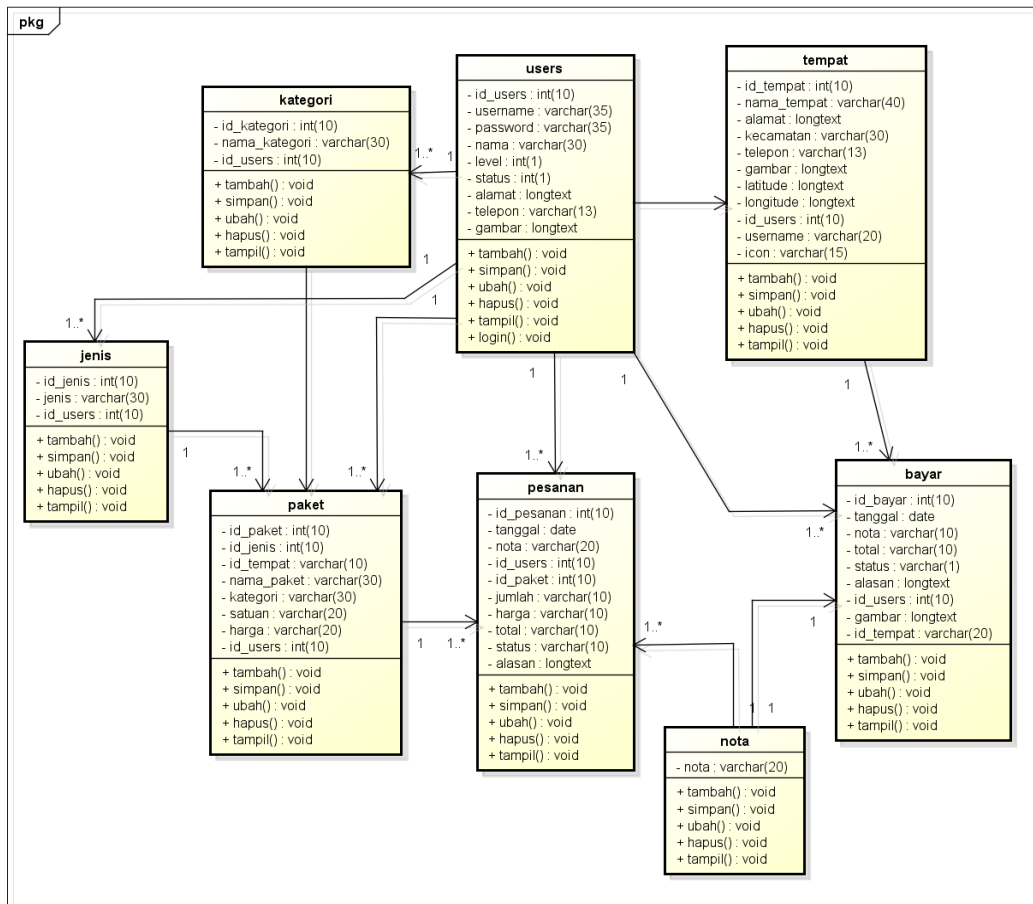 pkg
users
- id_users : int(10)
- username : varchar(35)
- password : varchar(35)
- nama : varchar(30)
- level : int(1)
- status : int(1)
- alamat : longtext
- telepon : varchar(13)
- gambar : longtext
+ tambah() : void
+ simpan() : void
+ ubah() : void
+ hapus() : void
+ tampil() : void
+ login() : void
tempat
- id_tempat : int(10)
- nama_tempat : varchar(40)
- alamat : longtext
- kecamatan : varchar(30)
- telepon : varchar(13)
- gambar : longtext
- latitude : longtext
- longitude : longtext
- id_users : int(10)
- username : varchar(20)
- icon : varchar(15)
+ tambah() : void
+ simpan() : void
+ ubah() : void
+ hapus() : void
+ tampil() : void
kategori
- id_kategori : int(10)
- nama_kategori : varchar(30)
- id_users : int(10)
+ tambah() : void
+ simpan() : void
+ ubah() : void
+ hapus() : void
+ tampil() : void
1..*
1
1
1
1..*
jenis
- id_jenis : int(10)
- jenis : varchar(30)
- id_users : int(10)
+ tambah() : void
+ simpan() : void
+ ubah() : void
+ hapus() : void
+ tampil() : void
1
1..*
1..*
1
1..*
1
1..*
1
1..*
paket
- id_paket : int(10)
- id_jenis : int(10)
- id_tempat : varchar(10)
- nama_paket : varchar(30)
- kategori : varchar(30)
- satuan : varchar(20)
- harga : varchar(20)
- id_users : int(10)
+ tambah() : void
+ simpan() : void
+ ubah() : void
+ hapus() : void
+ tampil() : void
1
1..*
pesanan
- id_pesanan : int(10)
- tanggal : date
- nota : varchar(20)
- id_users : int(10)
- id_paket : int(10)
- jumlah : varchar(10)
- harga : varchar(10)
- total : varchar(10)
- status : varchar(10)
- alasan : longtext
+ tambah() : void
+ simpan() : void
+ ubah() : void
+ hapus() : void
+ tampil() : void
bayar
- id_bayar : int(10)
- tanggal : date
- nota : varchar(10)
- total : varchar(10)
- status : varchar(1)
- alasan : longtext
- id_users : int(10)
- gambar : longtext
- id_tempat : varchar(20)
+ tambah() : void
+ simpan() : void
+ ubah() : void
+ hapus() : void
+ tampil() : void
1..*
1
1
1
nota
- nota : varchar(20)
+ tambah() : void
+ simpan() : void
+ ubah() : void
+ hapus() : void
+ tampil() : void